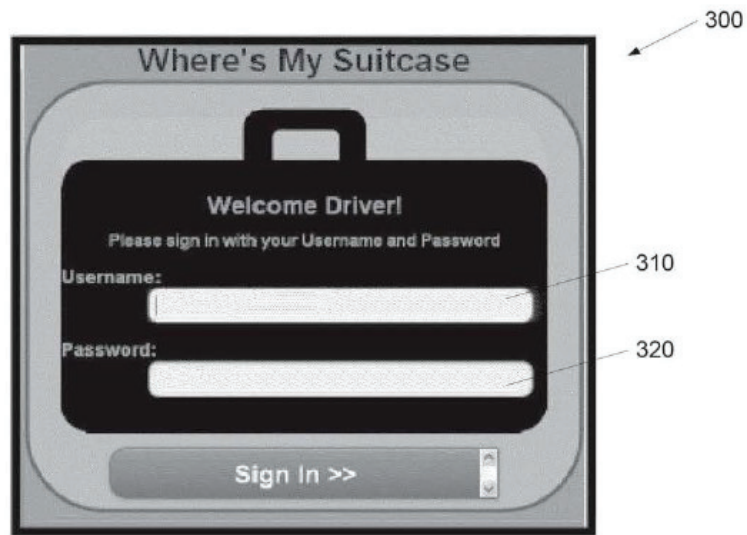 300
Where's My Suitcase
Welcome Driver!
Please sign in with your Username and Password
Username:
310
Password:
320
Sign In >>